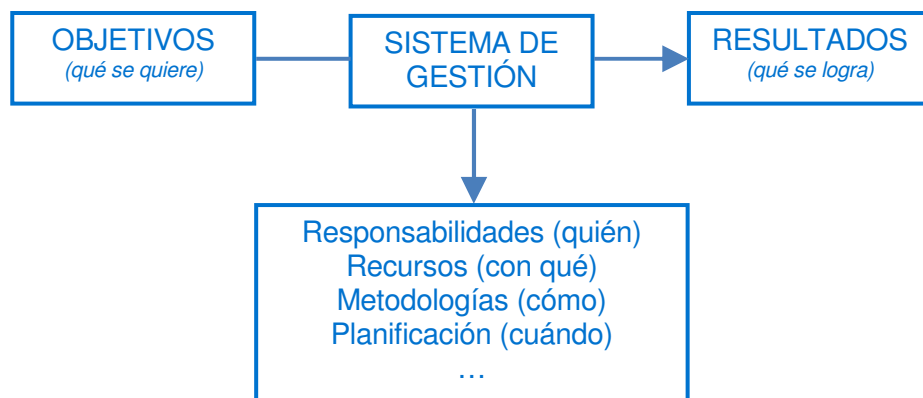 OBJETIVOS
(qué se quiere)
SISTEMA DE
GESTIÓN
RESULTADOS
(qué se logra)
Responsabilidades (quién)
Recursos (con qué)
Metodologías (cómo)
Planificación (cuándo)
…